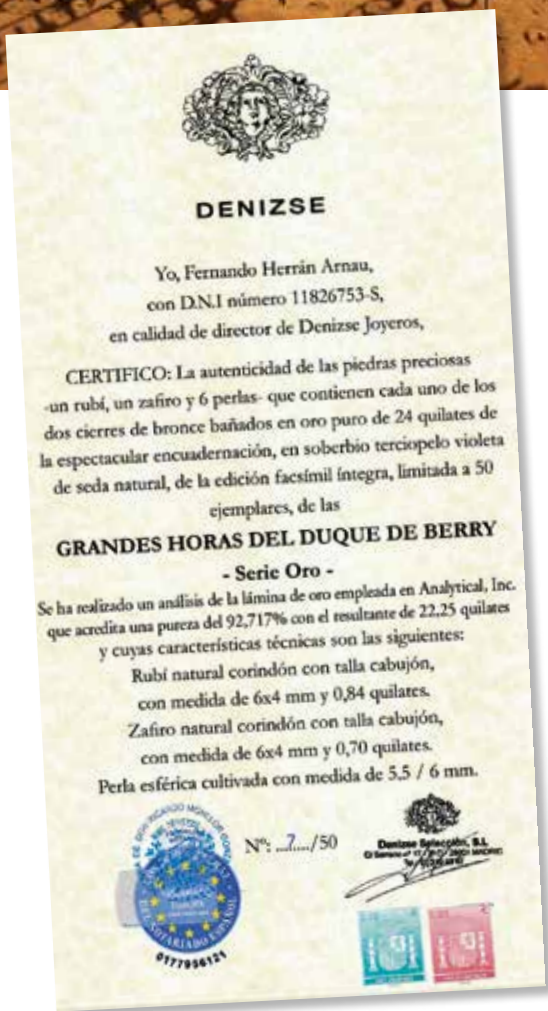 DENIZSE
Yo, Fernando Herrán Arnau,
con D.N.I número 11826753-S,
en calidad de director de Denizse Joyeros,
CERTIFICO: La autenticidad de las piedras preciosas
-un rubí, un zafiro y 6 perlas- que contienen cada uno de los
dos cierres de bronce bañados en oro puro de 24 quilates de
la espectacular encuadernación, en soberbio terciopelo violeta
de seda natural, de la edición facsímil íntegra, limitada a 50
ejemplares, de las
GRANDES HORAS DEL DUQUE DE BERRY
- Serie Oro -
Se ha realizado un análisis de la lámina de oro empleada en Analytical, Inc.
que acredita una pureza del 92,717% con el resultante de 22,25 quilates
y cuyas características técnicas son las siguientes:
Rubí natural corindón con talla cabujón,
con medida de 6x4 mm y 0,84 quilates.
Zafiro natural corindón con talla cabujón,
con medida de 6x4 mm y 0,70 quilates.
Perla esférica cultivada con medida de 5,5 / 6 mm.
Nº: ...7..../50
Denizse Selección, S.L.
MADRID
EUROPA
DEL NOTARIADO ESPAÑOL
0177956121